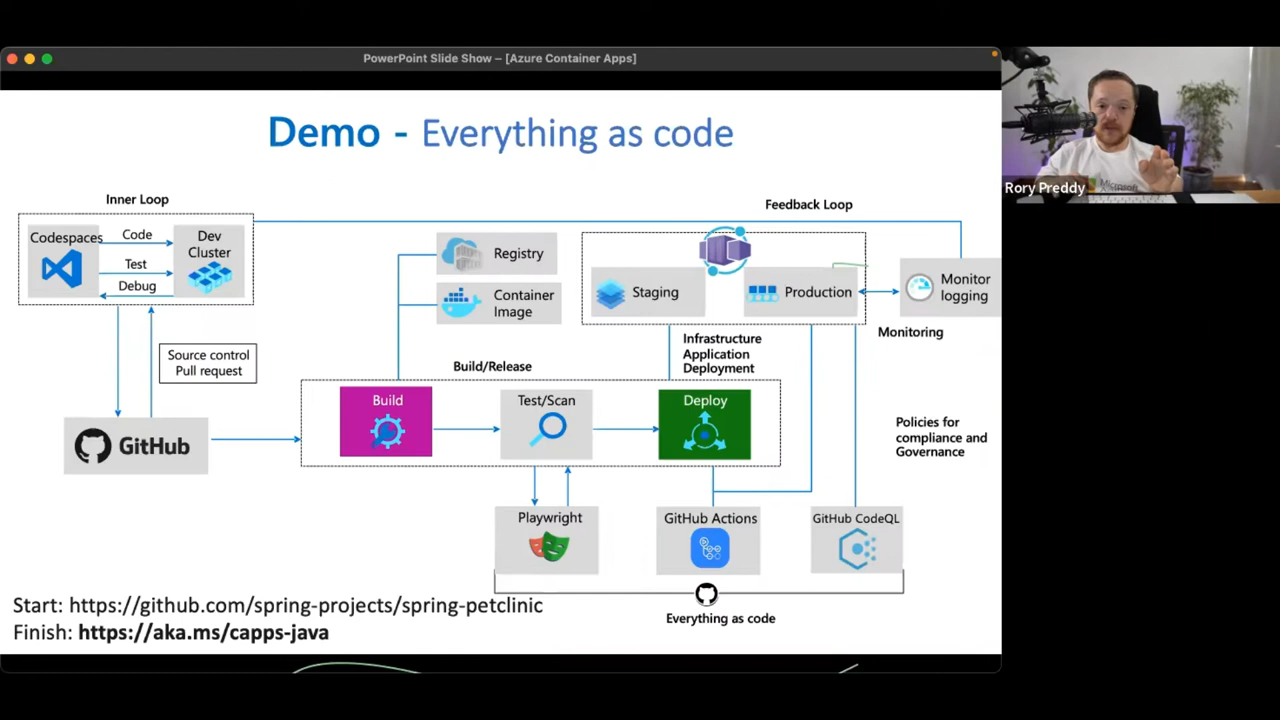 PowerPoint Slide Show – [Azure Container Apps]
Demo - Everything as code
Inner Loop
Feedback Loop
Codespaces
Code
Test
Debug
Dev
Cluster
Registry
Container
Image
Staging
Production
Monitor
logging
Monitoring
Source control
Pull request
Infrastructure
Application
Deployment
Build/Release
Build
Test/Scan
Deploy
GitHub
Policies for
compliance and
Governance
Playwright
GitHub Actions
GitHub CodeQL
Everything as code
Start: https://github.com/spring-projects/spring-petclinic
Finish: https://aka.ms/capps-java
Microsoft
Rory Preddy